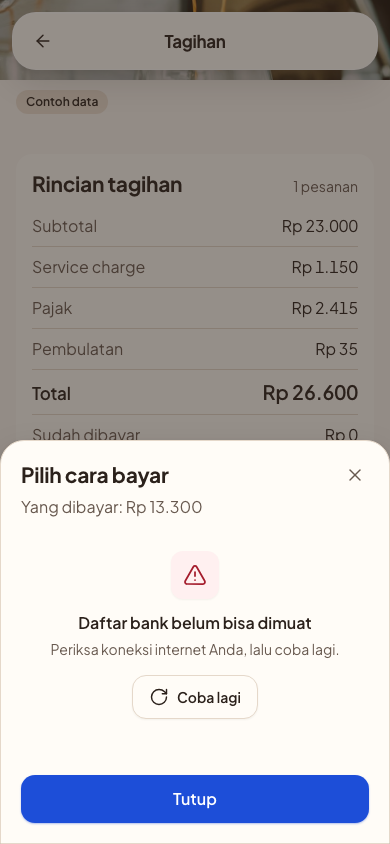 Tagihan
Contoh data
Rincian tagihan
1 pesanan
Subtotal
Rp 23.000
Service charge
Rp 1.150
Pajak
Rp 2.415
Pembulatan
Rp 35
Total
Rp 26.600
Sudah dibayar
Rp 0
Pilih cara bayar
Yang dibayar: Rp 13.300
Daftar bank belum bisa dimuat
Periksa koneksi internet Anda, lalu coba lagi.
Coba lagi
Tutup